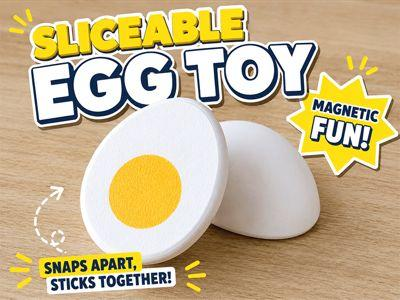 SLICEABLE
EGG TOY
MAGNETIC
FUN!
SNAPS APART,
STICKS TOGETHER!